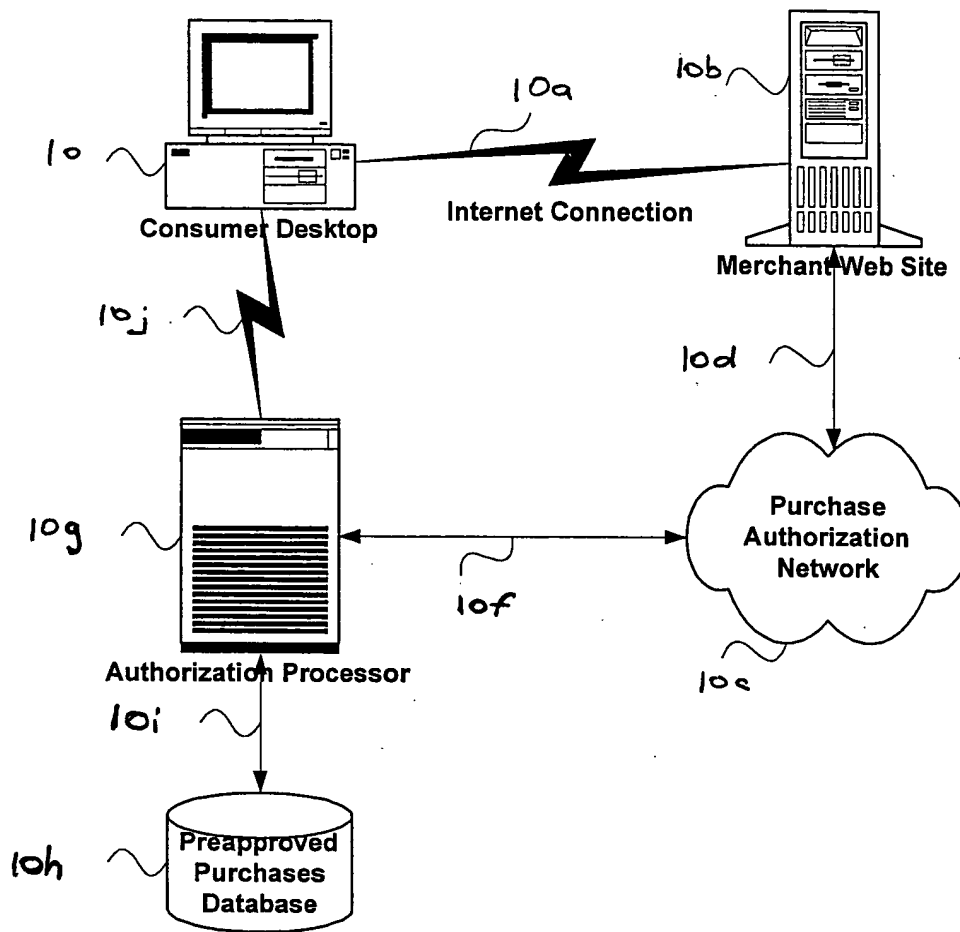 10a
10b
10
Internet Connection
Consumer Desktop
Merchant Web Site
10j
10d
Purchase
Authorization
Network
10g
10f
10c
Authorization Processor
10i
Preapproved
Purchases
Database
10h